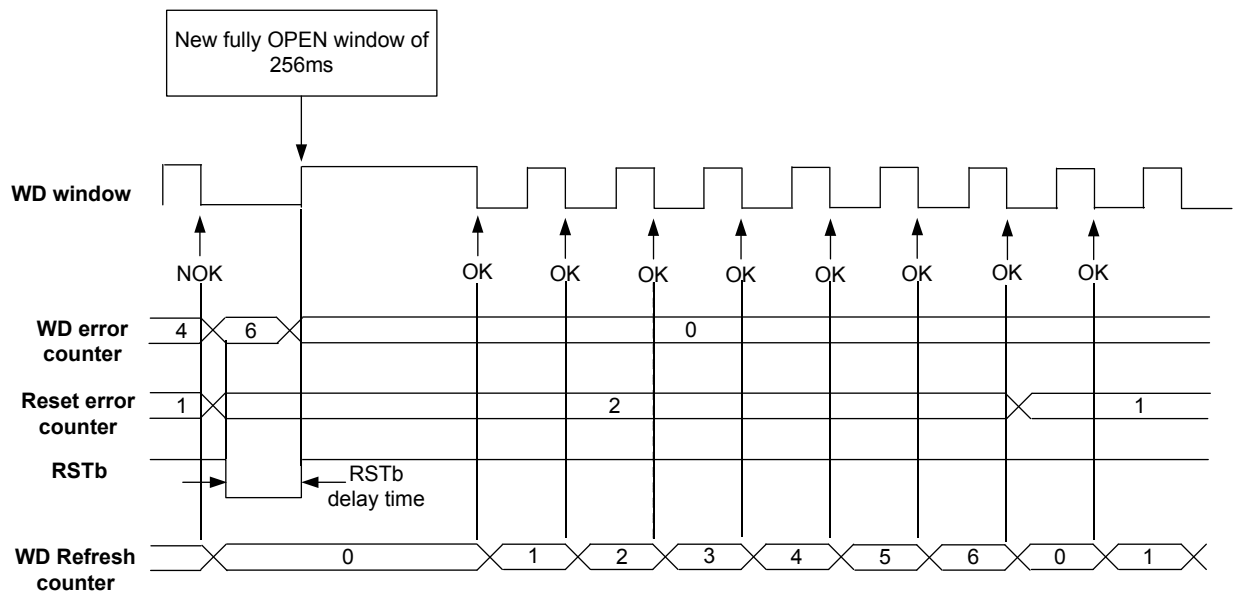 New fully OPEN window of
256ms
WD window
NOK
OK
OK
OK
OK
OK
OK
OK
OK
WD error
counter
4
6
0
Reset error
counter
1
2
1
RSTb
RSTb
delay time
WD Refresh
counter
0
1
2
3
4
5
6
0
1